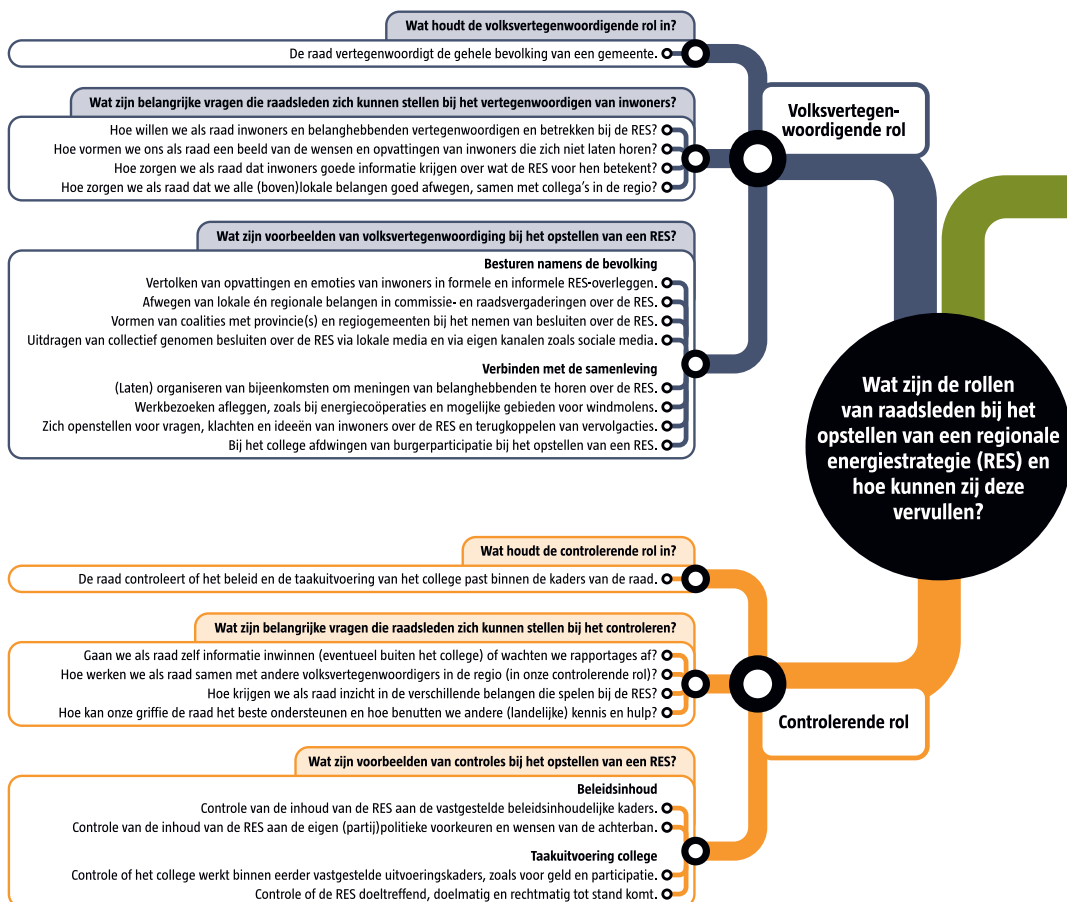 Wat houdt de volksvertegenwoordigende rol in?
De raad vertegenwoordigt de gehele bevolking van een gemeente.
Wat zijn belangrijke vragen die raadsleden zich kunnen stellen bij het vertegenwoordigen van inwoners?
Hoe willen we als raad inwoners en belanghebbenden vertegenwoordigen en betrekken bij de RES?
Hoe vormen we ons als raad een beeld van de wensen en opvattingen van inwoners die zich niet laten horen?
Hoe zorgen we als raad dat inwoners goede informatie krijgen over wat de RES voor hen betekent?
Hoe zorgen we als raad dat we alle (boven)lokale belangen goed afwegen, samen met collega's in de regio?
Wat zijn voorbeelden van volksvertegenwoordiging bij het opstellen van een RES?
Besturen namens de bevolking
Vertolken van opvattingen en emoties van inwoners in formele en informele RES-overleggen.
Afwegen van lokale én regionale belangen in commissie- en raadsvergaderingen over de RES.
Vormen van coalities met provincie(s) en regiogemeenten bij het nemen van besluiten over de RES.
Uitdragen van collectief genomen besluiten over de RES via lokale media en via eigen kanalen zoals sociale media.
Verbinden met de samenleving
(Laten) organiseren van bijeenkomsten om meningen van belanghebbenden te horen over de RES.
Werkbezoeken afleggen, zoals bij energiecoöperaties en mogelijke gebieden voor windmolens.
Zich openstellen voor vragen, klachten en ideeën van inwoners over de RES en terugkoppelen van vervolgacties.
Bij het college afdwingen van burgerparticipatie bij het opstellen van een RES.
Volksvertegen-
woordigende rol
Wat zijn de rollen
van raadsleden bij het
opstellen van een regionale
energiestrategie (RES) en
hoe kunnen zij deze
vervullen?
Wat houdt de controlerende rol in?
De raad controleert of het beleid en de taakuitvoering van het college past binnen de kaders van de raad.
Wat zijn belangrijke vragen die raadsleden zich kunnen stellen bij het controleren?
Gaan we als raad zelf informatie inwinnen (eventueel buiten het college) of wachten we rapportages af?
Hoe werken we als raad samen met andere volksvertegenwoordigers in de regio (in onze controlerende rol)?
Hoe krijgen we als raad inzicht in de verschillende belangen die spelen bij de RES?
Hoe kan onze griffie de raad het beste ondersteunen en hoe benutten we andere (landelijke) kennis en hulp?
Wat zijn voorbeelden van controles bij het opstellen van een RES?
Beleidsinhoud
Controle van de inhoud van de RES aan de vastgestelde beleidsinhoudelijke kaders.
Controle van de inhoud van de RES aan de eigen (partij)politieke voorkeuren en wensen van de achterban.
Taakuitvoering college
Controle of het college werkt binnen eerder vastgestelde uitvoeringskaders, zoals voor geld en participatie.
Controle of de RES doeltreffend, doelmatig en rechtmatig tot stand komt.
Controlerende rol